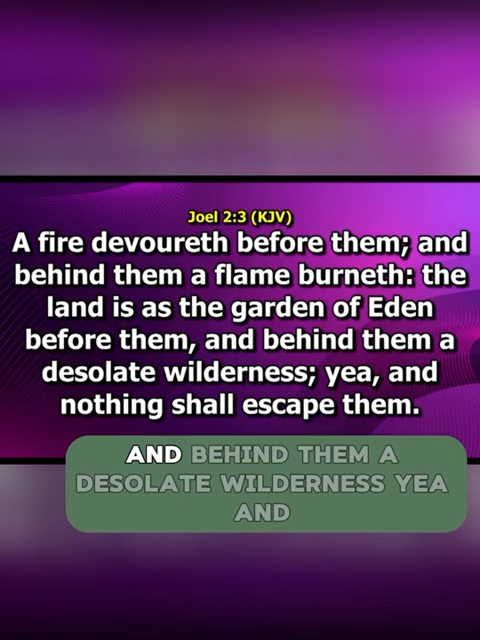 Joel 2:3 (KJV)
A fire devoureth before them; and
behind them a flame burneth: the
land is as the garden of Eden
before them, and behind them a
desolate wilderness; yea, and
nothing shall escape them.
AND BEHIND THEM A
DESOLATE WILDERNESS YEA
AND